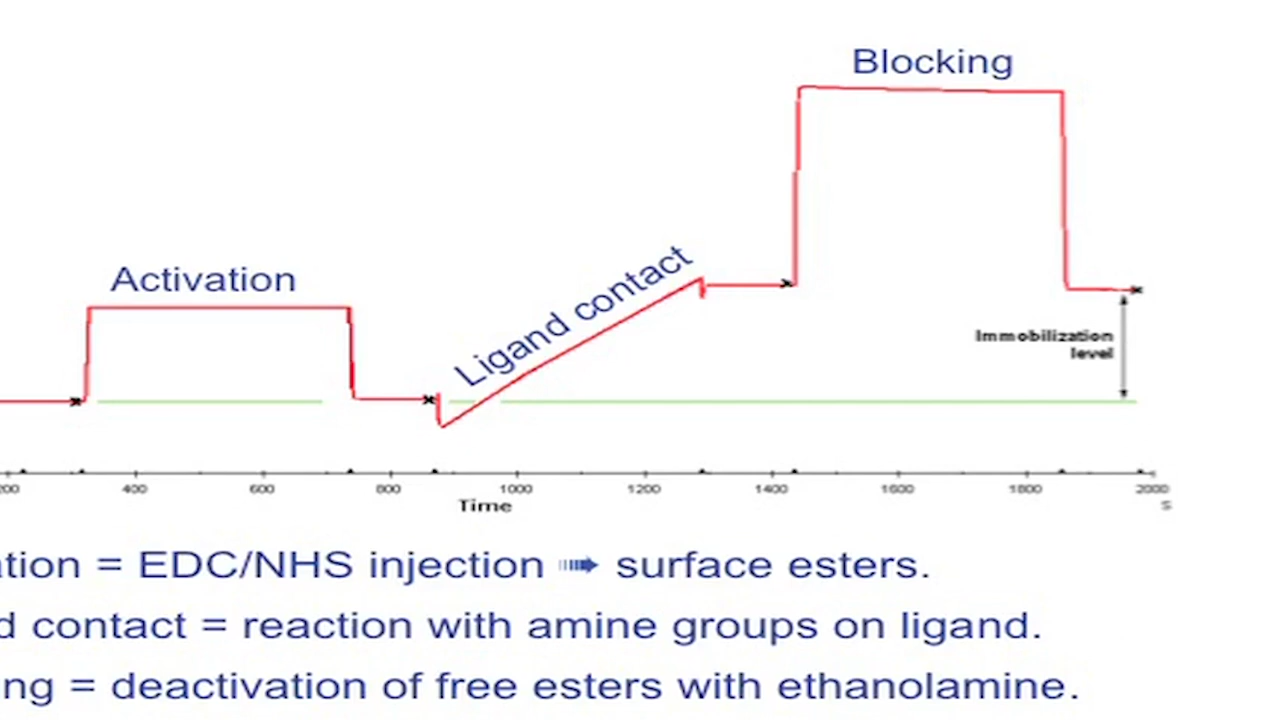 Blocking
Activation
Ligand contact
Immobilization
level
200 400 600 800 1000 1200 1400 1600 1800 2000
Time
s
ation = EDC/NHS injection ➠ surface esters.
d contact = reaction with amine groups on ligand.
ng = deactivation of free esters with ethanolamine.